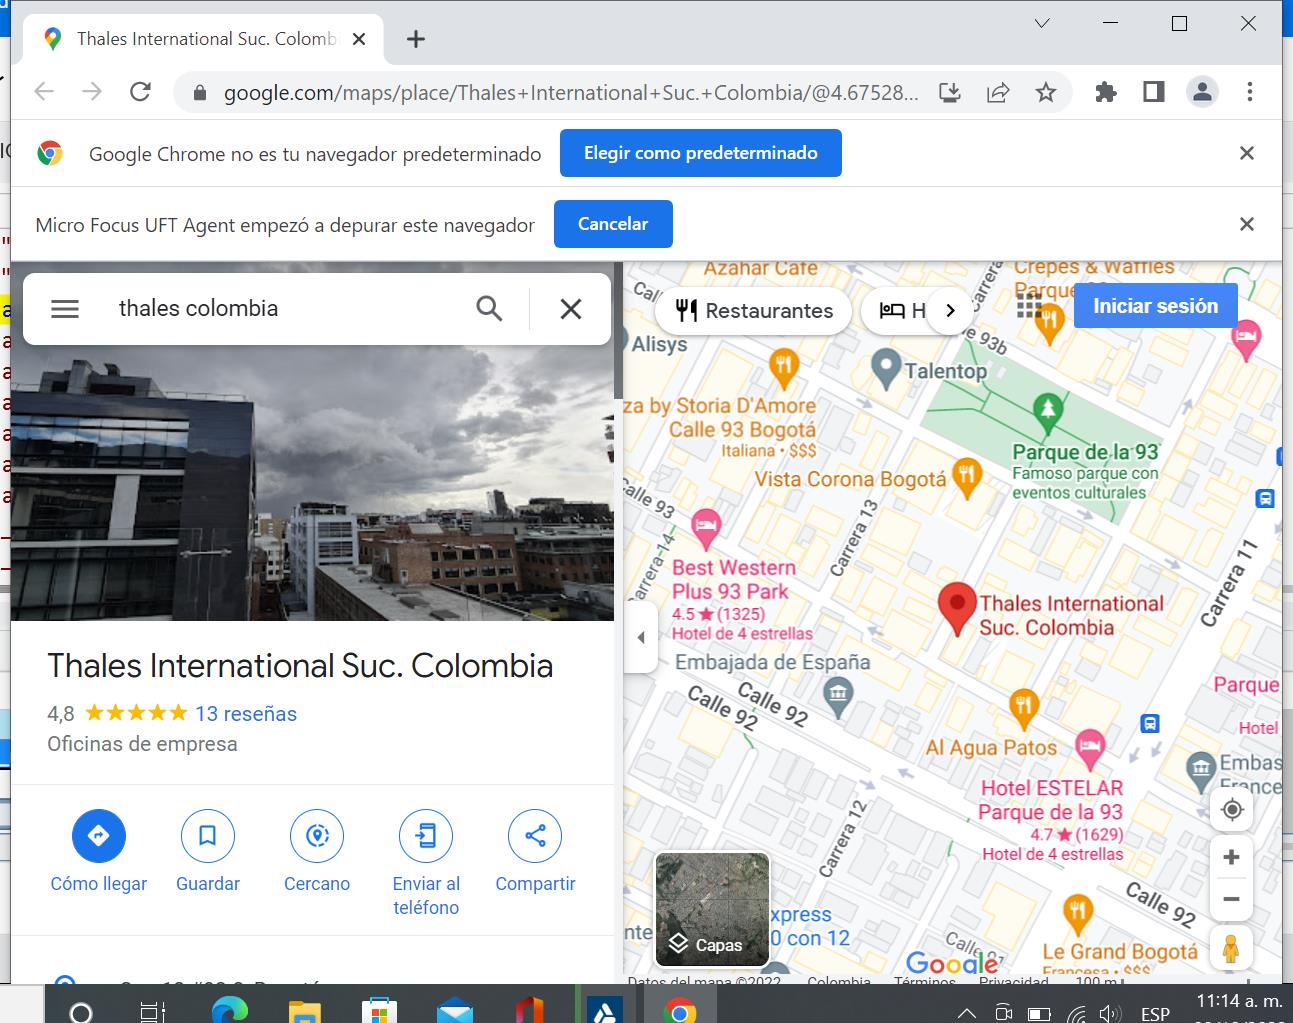 Thales International Suc. Colomb
google.com/maps/place/Thales+International+Suc.+Colombia/@4.67528...
Google Chrome no es tu navegador predeterminado
Elegir como predeterminado
Micro Focus UFT Agent empezó a depurar este navegador
Cancelar
thales colombia
Thales International Suc. Colombia
4,8
13 reseñas
Oficinas de empresa
Cómo llegar
Guardar
Cercano
Enviar al
teléfono
Compartir
Azahar Cafe
Crepes & Waffles
Parque
Carrera
Restaurantes
H
Iniciar sesión
Alisys
Talentop
za by Storia D'Amore
Calle 93 Bogotá
Italiana • $$$
Parque de la 93
Famoso parque con
eventos culturales
Vista Corona Bogotá
Carrera 13
Best Western
Plus 93 Park
4.5 ★ (1325)
Hotel de 4 estrellas
Carrera 11
Thales International
Suc. Colombia
Embajada de España
Calle 92
Calle 92
Parque
Hotel
Al Agua Patos
Hotel ESTELAR
Parque de la 93
4.7 ★ (1629)
Hotel de 4 estrellas
Embas
Carrera 12
Calle 92
Capas
xpress
0 con 12
Le Grand Bogotá
Francesa • $$$
Google
Datos del mapa ©2022
Colombia
Términos
Privacidad
100 m
11:14 a. m.
ESP